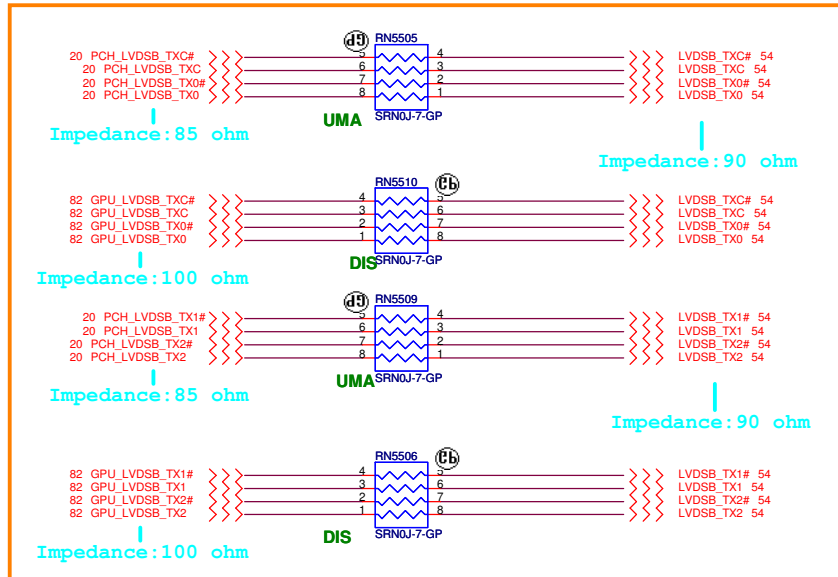 RN5505
20 PCH_LVDSB_TXC# 5 4 LVDSB_TXC# 54
20 PCH_LVDSB_TXC 6 3 LVDSB_TXC 54
20 PCH_LVDSB_TX0# 7 2 LVDSB_TX0# 54
20 PCH_LVDSB_TX0 8 1 LVDSB_TX0 54
UMA SRN0J-7-GP
Impedance:85 ohm
Impedance:90 ohm
RN5510
82 GPU_LVDSB_TXC# 4 5 LVDSB_TXC# 54
82 GPU_LVDSB_TXC 3 6 LVDSB_TXC 54
82 GPU_LVDSB_TX0# 2 7 LVDSB_TX0# 54
82 GPU_LVDSB_TX0 1 8 LVDSB_TX0 54
DIS SRN0J-7-GP
Impedance:100 ohm
RN5509
20 PCH_LVDSB_TX1# 5 4 LVDSB_TX1# 54
20 PCH_LVDSB_TX1 6 3 LVDSB_TX1 54
20 PCH_LVDSB_TX2# 7 2 LVDSB_TX2# 54
20 PCH_LVDSB_TX2 8 1 LVDSB_TX2 54
UMA SRN0J-7-GP
Impedance:85 ohm
Impedance:90 ohm
RN5506
82 GPU_LVDSB_TX1# 4 5 LVDSB_TX1# 54
82 GPU_LVDSB_TX1 3 6 LVDSB_TX1 54
82 GPU_LVDSB_TX2# 2 7 LVDSB_TX2# 54
82 GPU_LVDSB_TX2 1 8 LVDSB_TX2 54
DIS SRN0J-7-GP
Impedance:100 ohm